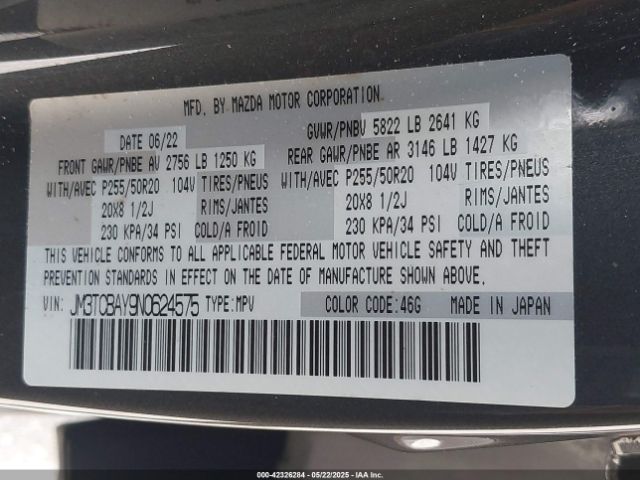 MFD. BY MAZDA MOTOR CORPORATION
DATE 06/22
GVWR/PNBV 5822 LB 2641 KG
FRONT GAWR/PNBE AV 2756 LB 1250 KG
REAR GAWR/PNBE AR 3146 LB 1427 KG
WITH/AVEC P255/50R20 104V TIRES/PNEUS
WITH/AVEC P255/50R20 104V TIRES/PNEUS
20X8 1/2J RIMS/JANTES
20X8 1/2J RIMS/JANTES
230 KPA/34 PSI COLD/A FROID
230 KPA/34 PSI COLD/A FROID
THIS VEHICLE CONFORMS TO ALL APPLICABLE FEDERAL MOTOR VEHICLE SAFETY AND THEFT
PREVENTION STANDARDS IN EFFECT ON THE DATE OF MANUFACTURE SHOWN ABOVE.
VIN: JM3TCBAY9N0624575 TYPE:MPV COLOR CODE:46G MADE IN JAPAN
000-42326284 - 05/22/2025 - IAA, Inc.